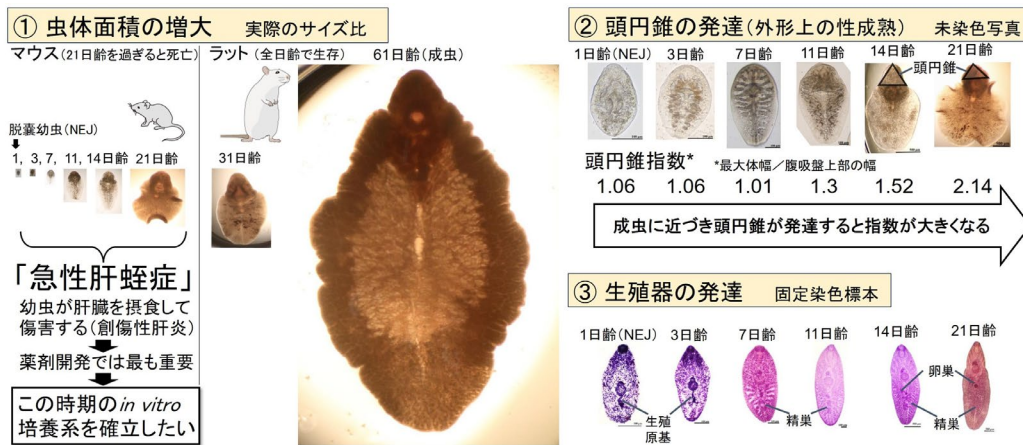 ① 虫体面積の増大 実際のサイズ比
マウス(21日齢を過ぎると死亡)
ラット(全日齢で生存)
61日齢(成虫)
脱嚢幼虫(NEJ)
1, 3, 7, 11, 14日齢 21日齢
31日齢
「急性肝蛭症」
幼虫が肝臓を摂食して
傷害する(創傷性肝炎)
薬剤開発では最も重要
この時期のin vitro
培養系を確立したい
② 頭円錐の発達(外形上の性成熟) 未染色写真
1日齢(NEJ) 3日齢 7日齢 11日齢 14日齢 21日齢
頭円錐
頭円錐指数* *最大体幅／腹吸盤上部の幅
1.06 1.06 1.01 1.3 1.52 2.14
成虫に近づき頭円錐が発達すると指数が大きくなる
③ 生殖器の発達 固定染色標本
1日齢(NEJ) 3日齢 7日齢 11日齢 14日齢 21日齢
卵巣
生殖
原基
精巣
精巣